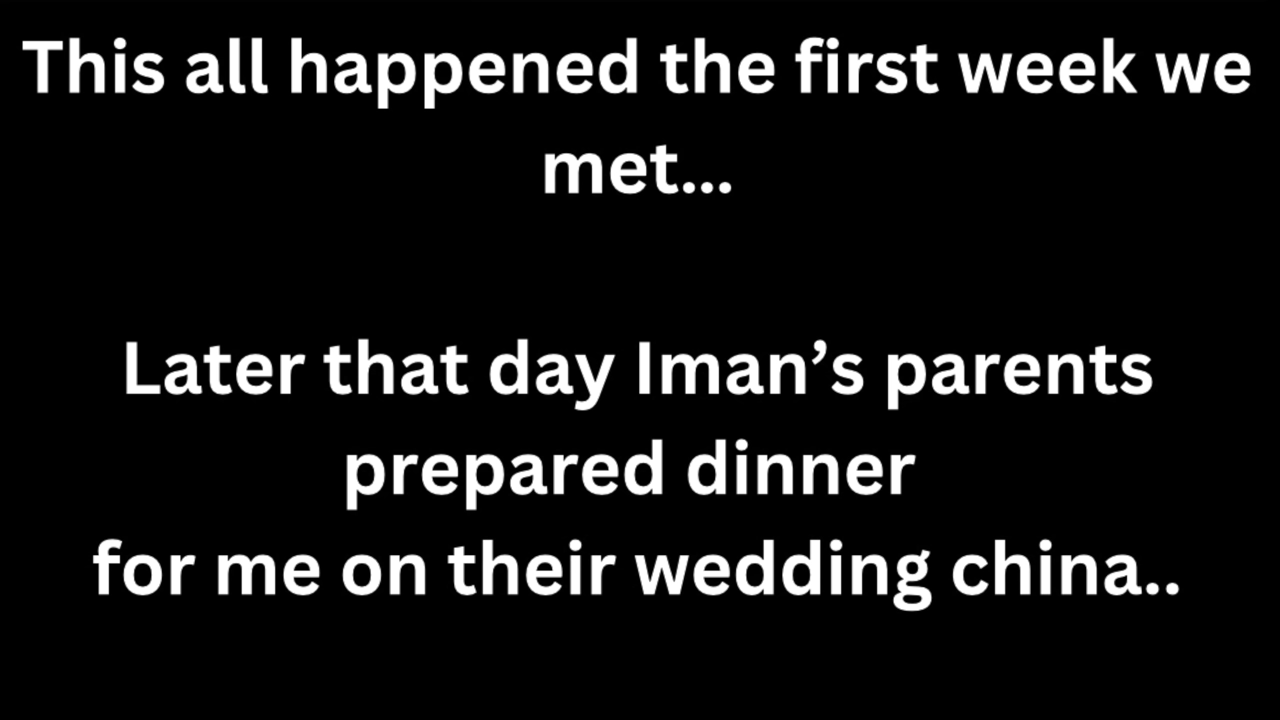 This all happened the first week we
met...
Later that day Iman’s parents
prepared dinner
for me on their wedding china..